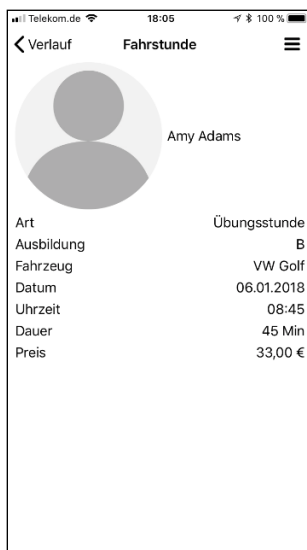 Telekom.de 18:05 100 %
Verlauf Fahrstunde
Amy Adams
Art Übungsstunde
Ausbildung B
Fahrzeug VW Golf
Datum 06.01.2018
Uhrzeit 08:45
Dauer 45 Min
Preis 33,00 €